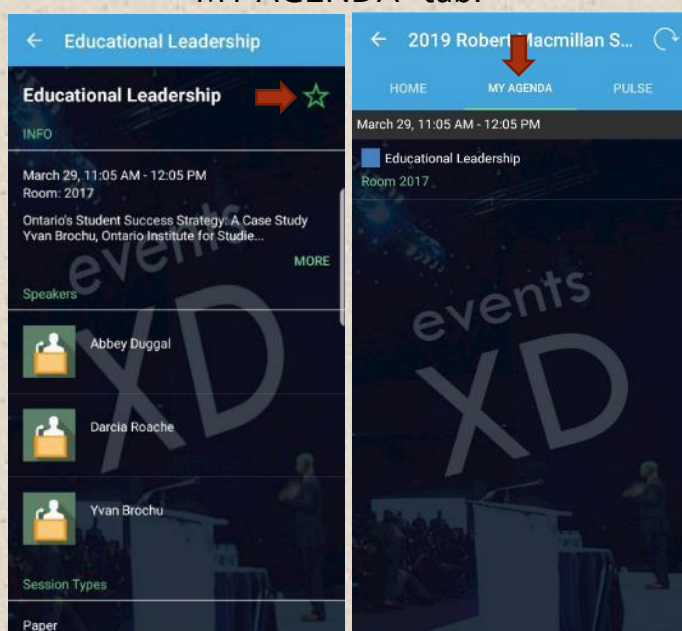 MY AGENDA" tab.
Educational Leadership
Educational Leadership
INFO
March 29, 11:05 AM - 12:05 PM
Room: 2017
Ontario's Student Success Strategy: A Case Study
Yvan Brochu, Ontario Institute for Studie...
MORE
Speakers
Abbey Duggal
Darcia Roache
Yvan Brochu
Session Types
Paper
events
XD
2019 Robert Macmillan S...
HOME
MY AGENDA
PULSE
March 29, 11:05 AM - 12:05 PM
Educational Leadership
Room 2017
events
XD